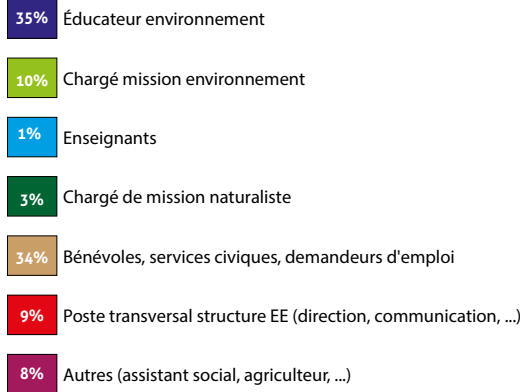 35% Éducateur environnement
10% Chargé mission environnement
1% Enseignants
3% Chargé de mission naturaliste
34% Bénévoles, services civiques, demandeurs d'emploi
9% Poste transversal structure EE (direction, communication, ...)
8% Autres (assistant social, agriculteur, ...)